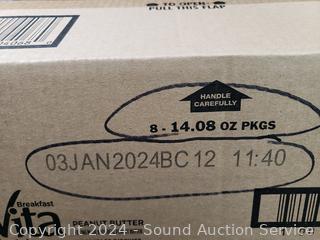 TO OPEN-
PULL THIS FLAP
HANDLE
CAREFULLY
8 - 14.08 OZ PKGS
03JAN2024BC12 11:40
Breakfast
vita
PEANUT BUTTER
Copyright 2024 - Sound Auction Service